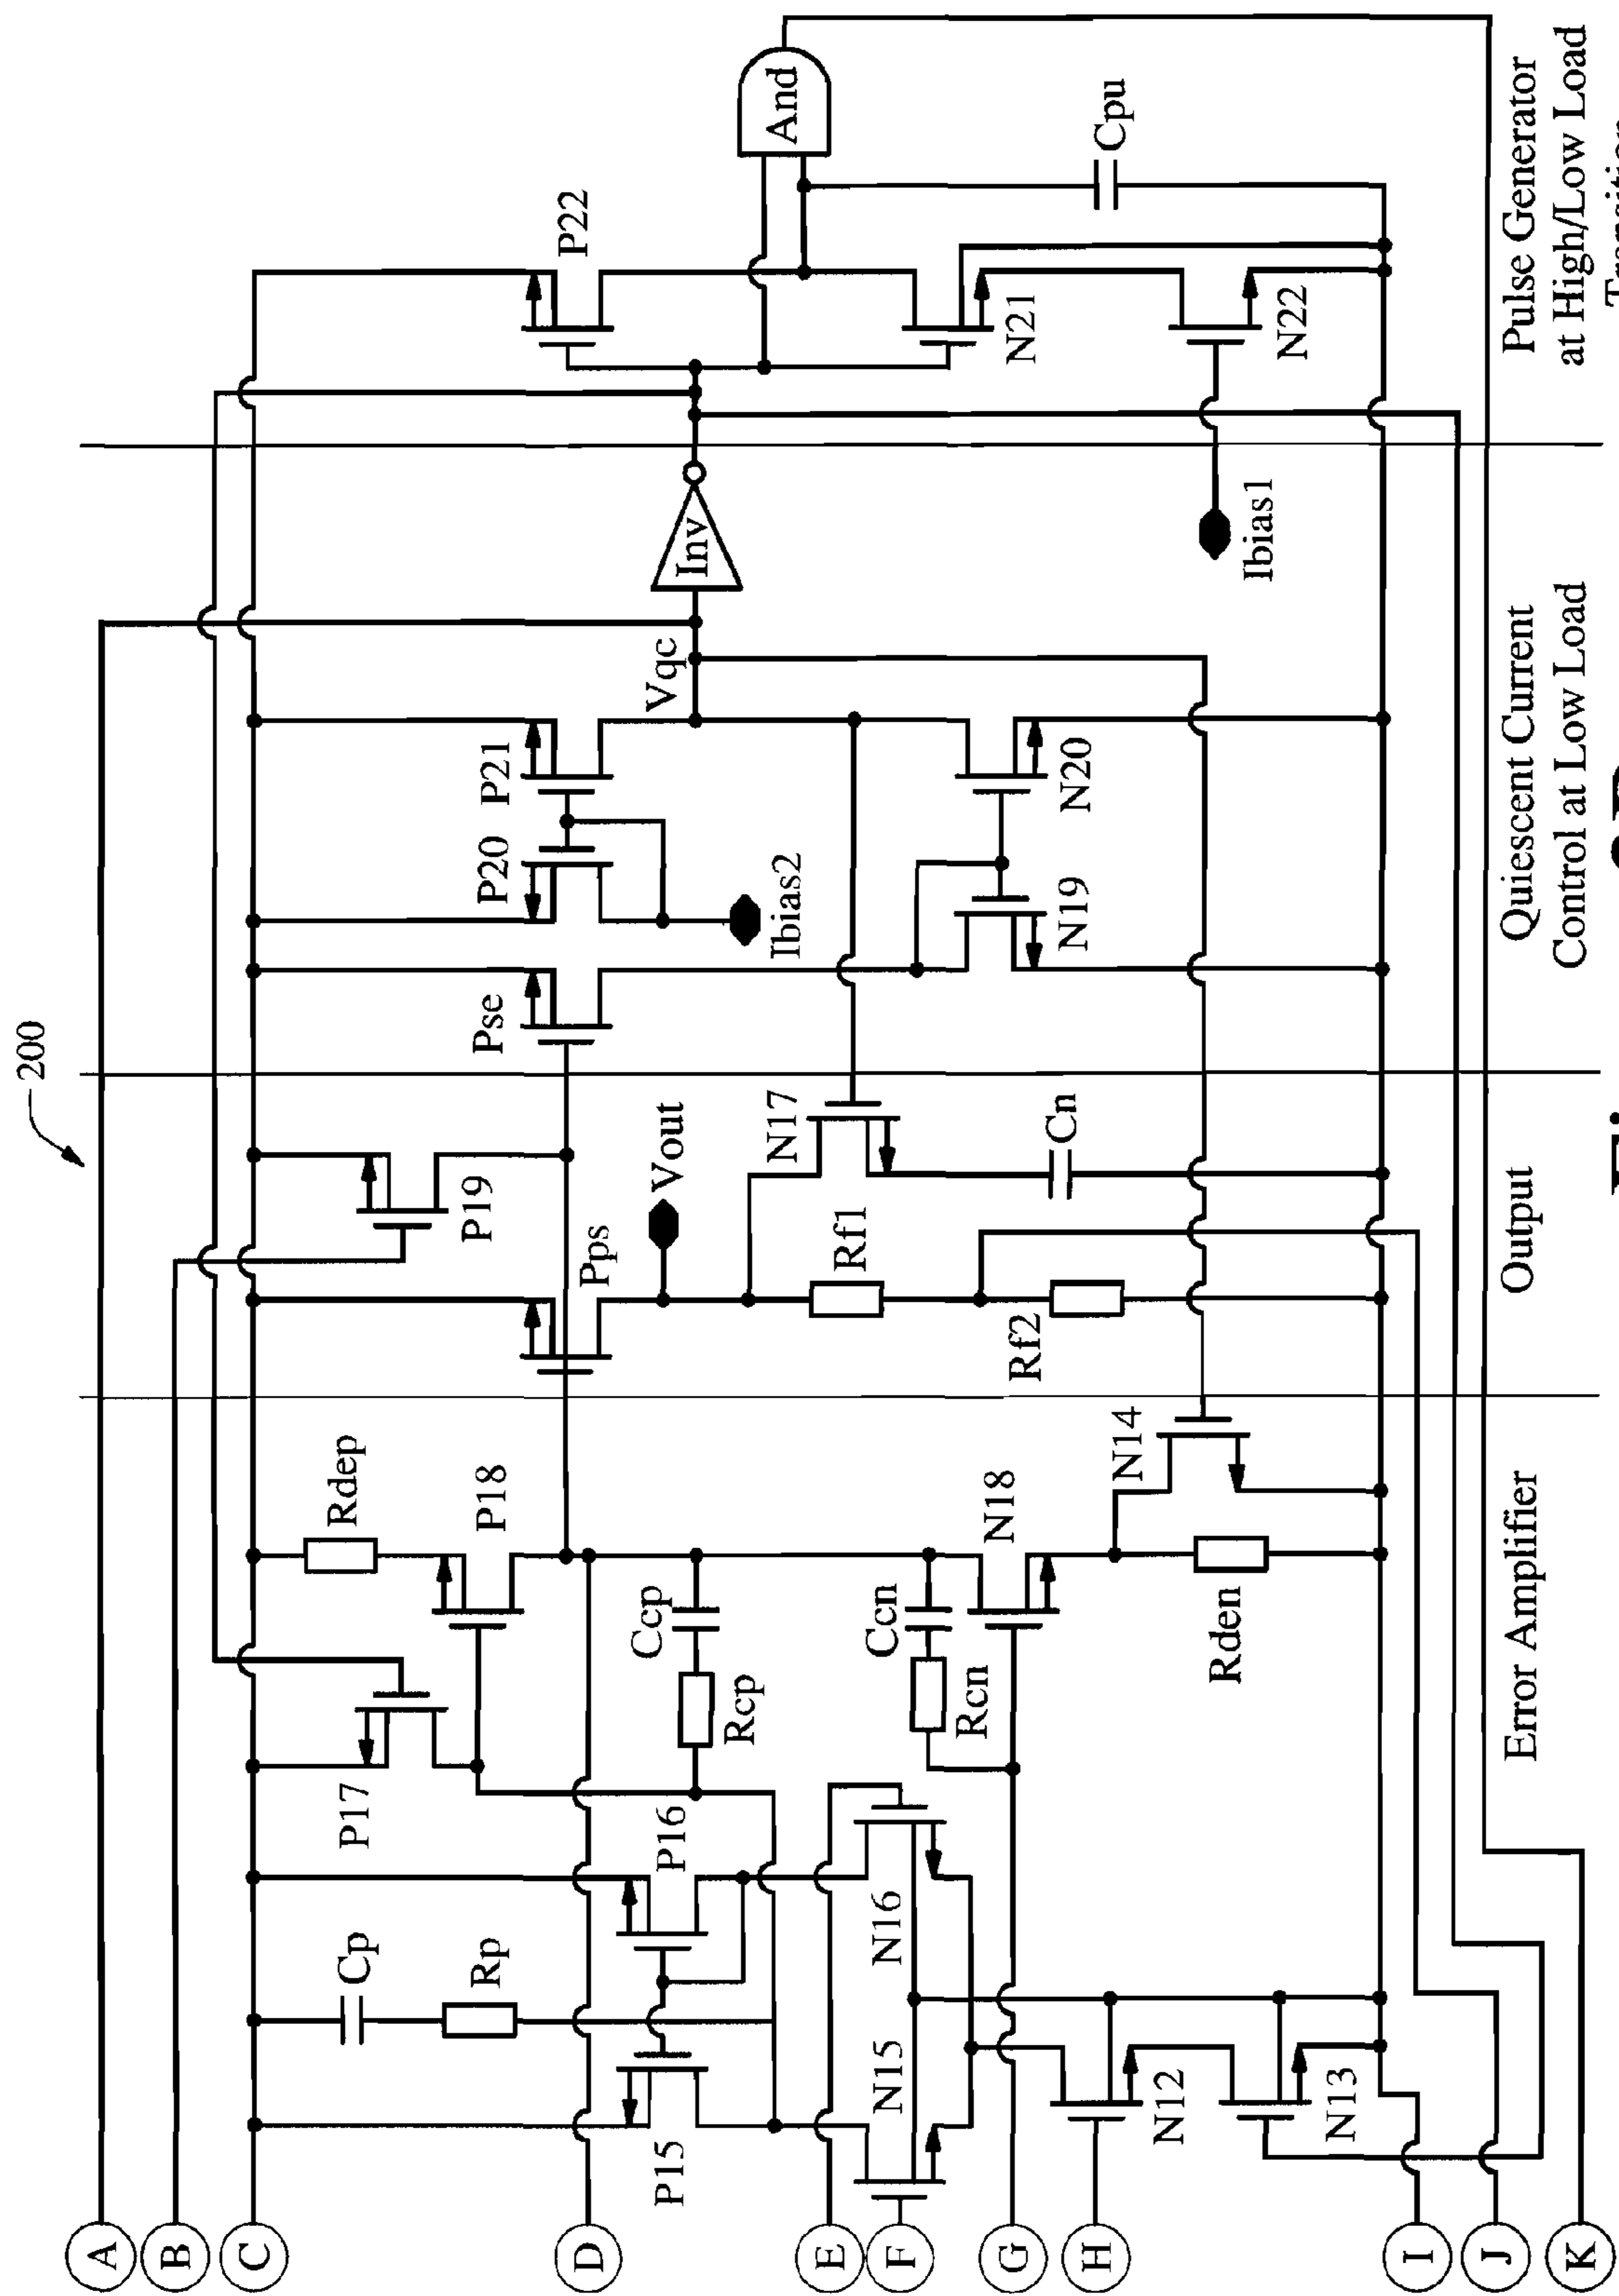 200
A
B
C
D
E
F
G
H
I
J
K
P15
Cp
Rp
P16
P17
Rdep
P18
Ccp
Rcp
Ccn
Rcn
N15
N16
N12
N13
N18
N14
Rden
P19
Pps
Vout
N17
Rf1
Rf2
Cn
Pse
P20
P21
Ibias2
Vqc
N19
N20
Inv
Ibias1
P22
N21
N22
And
Cpu
Error Amplifier
Output
Quiescent Current
Control at Low Load
Pulse Generator
at High/Low Load
Transition